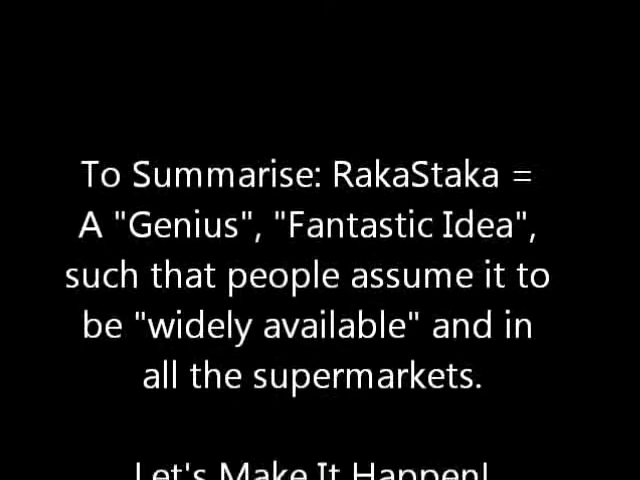 To Summarise: RakaStaka =
A "Genius", "Fantastic Idea",
such that people assume it to
be "widely available" and in
all the supermarkets.
Let's Make It Happen!